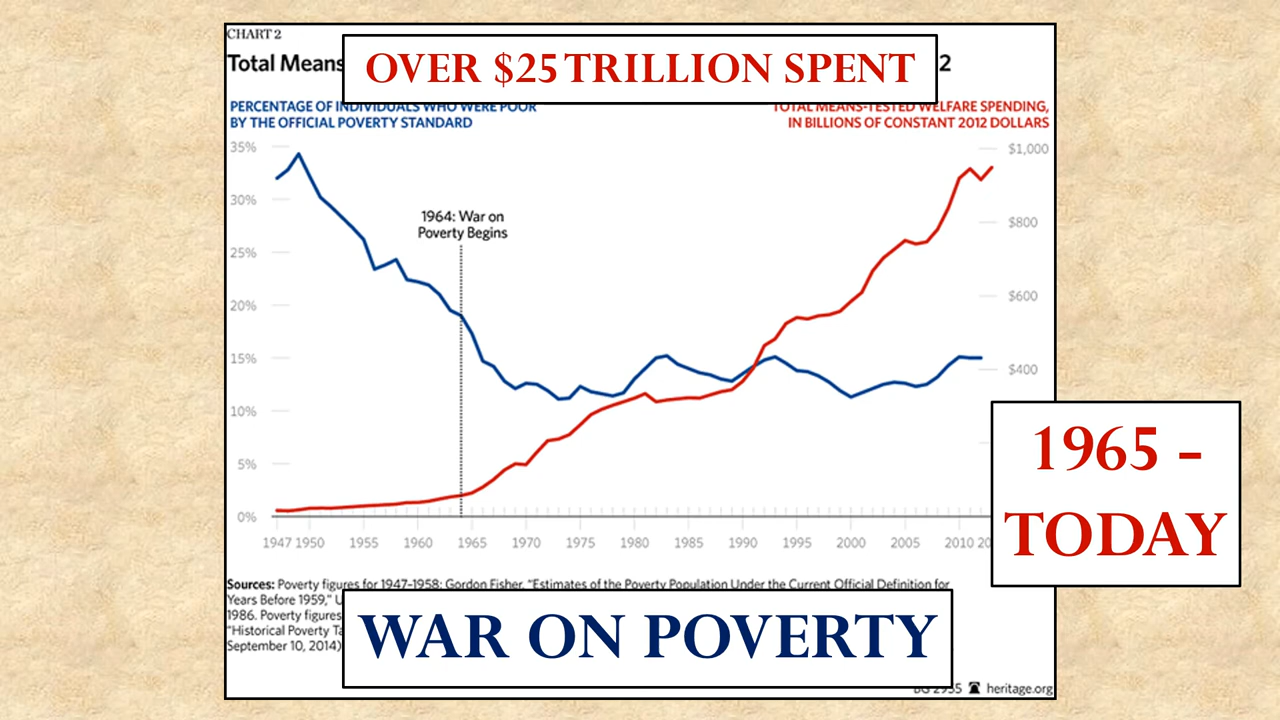 CHART 2
Total Means
OVER $25 TRILLION SPENT
2
PERCENTAGE OF INDIVIDUALS WHO WERE POOR
BY THE OFFICIAL POVERTY STANDARD
TOTAL MEANS-TESTED WELFARE SPENDING,
IN BILLIONS OF CONSTANT 2012 DOLLARS
35%
30%
25%
20%
15%
10%
5%
0%
$1,000
$800
$600
$400
1964: War on
Poverty Begins
1947 1950 1955 1960 1965 1970 1975 1980 1985 1990 1995 2000 2005 2010 20
1965 –
TODAY
Sources: Poverty figures for 1947–1958: Gordon Fisher, "Estimates of the Poverty Population Under the Current Official Definition for
Years Before 1959," U
1986. Poverty figures
"Historical Poverty Ta
September 10, 2014)
WAR ON POVERTY
BG 2955 heritage.org